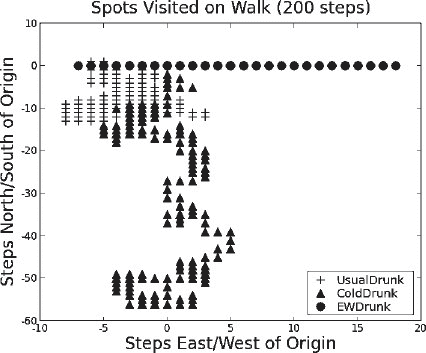 Spots Visited on Walk (200 steps)
10
0
-10
-20
-30
-40
-50
-60
Steps North/South of Origin
UsualDrunk
ColdDrunk
EWDrunk
-10 -5 0 5 10 15 20
Steps East/West of Origin